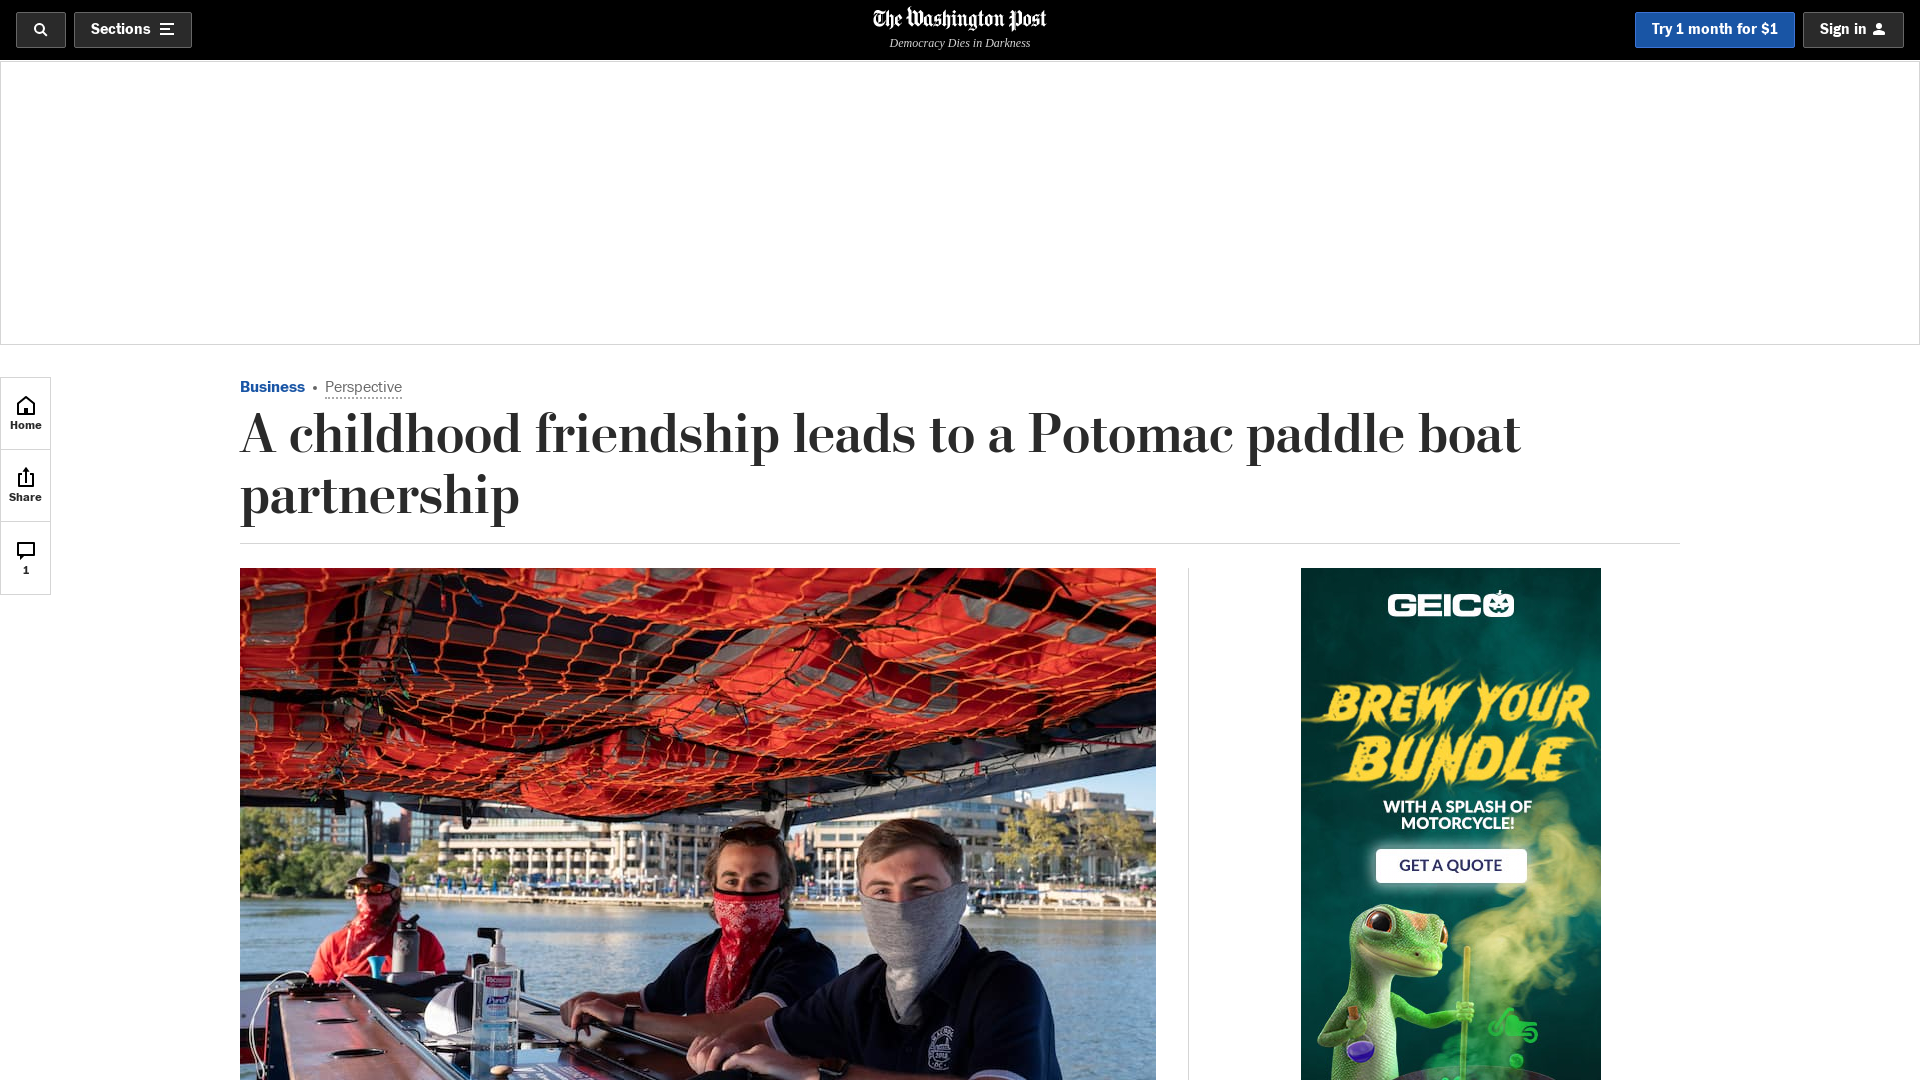 Sections
The Washington Post
Democracy Dies in Darkness
Try 1 month for $1
Sign in
Home
Share
1
Business • Perspective
A childhood friendship leads to a Potomac paddle boat
partnership
GEICO
BREW YOUR
BUNDLE
WITH A SPLASH OF
MOTORCYCLE!
GET A QUOTE
Purell